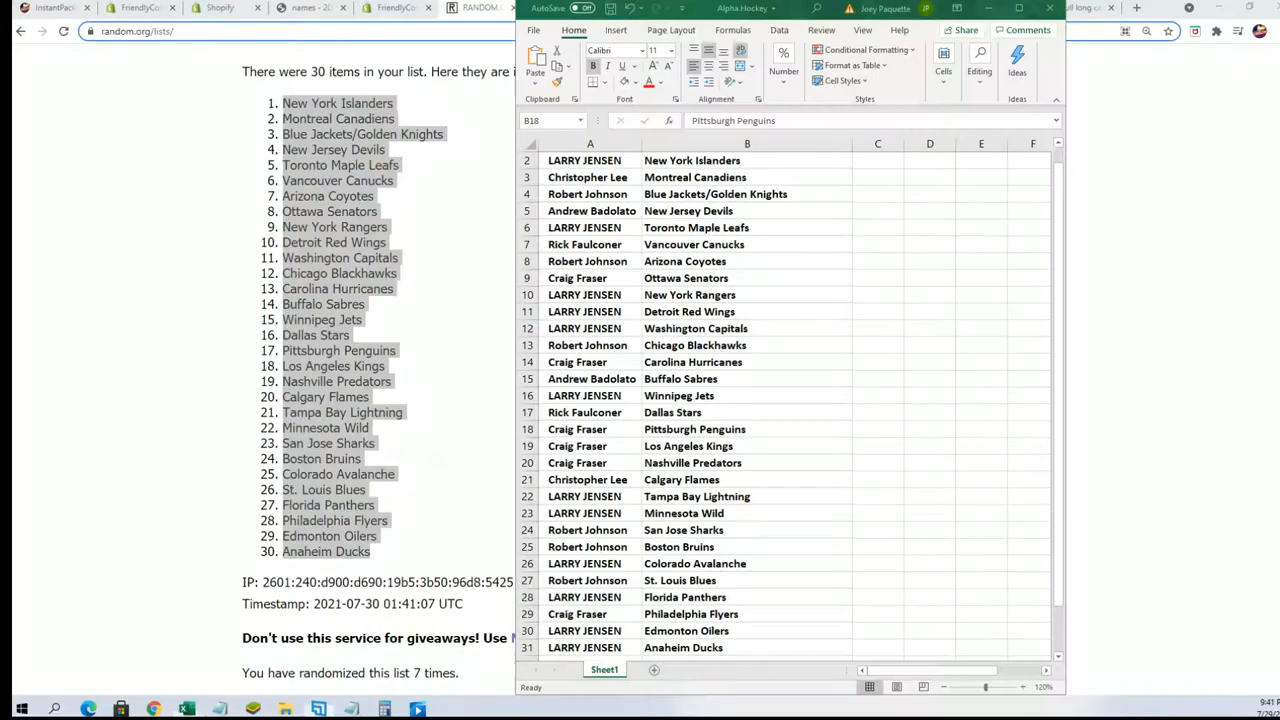 InstantPack
FriendlyCo
Shopify
names - 20
FriendlyCo
RANDOM.O
random.org/lists/
There were 30 items in your list. Here they are i
1. New York Islanders
2. Montreal Canadiens
3. Blue Jackets/Golden Knights
4. New Jersey Devils
5. Toronto Maple Leafs
6. Vancouver Canucks
7. Arizona Coyotes
8. Ottawa Senators
9. New York Rangers
10. Detroit Red Wings
11. Washington Capitals
12. Chicago Blackhawks
13. Carolina Hurricanes
14. Buffalo Sabres
15. Winnipeg Jets
16. Dallas Stars
17. Pittsburgh Penguins
18. Los Angeles Kings
19. Nashville Predators
20. Calgary Flames
21. Tampa Bay Lightning
22. Minnesota Wild
23. San Jose Sharks
24. Boston Bruins
25. Colorado Avalanche
26. St. Louis Blues
27. Florida Panthers
28. Philadelphia Flyers
29. Edmonton Oilers
30. Anaheim Ducks
IP: 2601:240:d900:d690:19b5:3b50:96d8:5425
Timestamp: 2021-07-30 01:41:07 UTC
Don't use this service for giveaways! Use
You have randomized this list 7 times.
AutoSave Off Alpha Hockey Joey Paquette JP
File Home Insert Page Layout Formulas Data Review View Help Share Comments
Calibri 11
Paste
B I U
Number
Conditional Formatting
Format as Table
Cell Styles
Cells
Editing
Ideas
Clipboard Font Alignment Styles Ideas
B18 fx Pittsburgh Penguins
A B C D E F
2 LARRY JENSEN New York Islanders
3 Christopher Lee Montreal Canadiens
4 Robert Johnson Blue Jackets/Golden Knights
5 Andrew Badolato New Jersey Devils
6 LARRY JENSEN Toronto Maple Leafs
7 Rick Faulconer Vancouver Canucks
8 Robert Johnson Arizona Coyotes
9 Craig Fraser Ottawa Senators
10 LARRY JENSEN New York Rangers
11 LARRY JENSEN Detroit Red Wings
12 LARRY JENSEN Washington Capitals
13 Robert Johnson Chicago Blackhawks
14 Craig Fraser Carolina Hurricanes
15 Andrew Badolato Buffalo Sabres
16 LARRY JENSEN Winnipeg Jets
17 Rick Faulconer Dallas Stars
18 Craig Fraser Pittsburgh Penguins
19 Craig Fraser Los Angeles Kings
20 Craig Fraser Nashville Predators
21 Christopher Lee Calgary Flames
22 LARRY JENSEN Tampa Bay Lightning
23 LARRY JENSEN Minnesota Wild
24 Robert Johnson San Jose Sharks
25 Robert Johnson Boston Bruins
26 LARRY JENSEN Colorado Avalanche
27 Robert Johnson St. Louis Blues
28 LARRY JENSEN Florida Panthers
29 Craig Fraser Philadelphia Flyers
30 LARRY JENSEN Edmonton Oilers
31 LARRY JENSEN Anaheim Ducks
Sheet1
Ready
120%
9:41 P
7/29/2